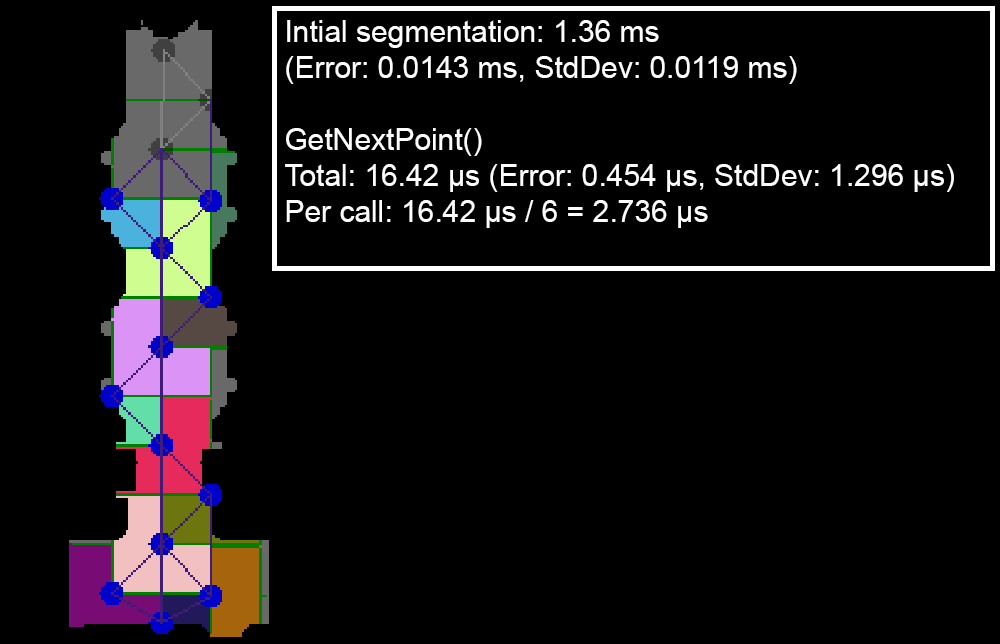 Intial segmentation: 1.36 ms
(Error: 0.0143 ms, StdDev: 0.0119 ms)
GetNextPoint()
Total: 16.42 µs (Error: 0.454 µs, StdDev: 1.296 µs)
Per call: 16.42 µs / 6 = 2.736 µs